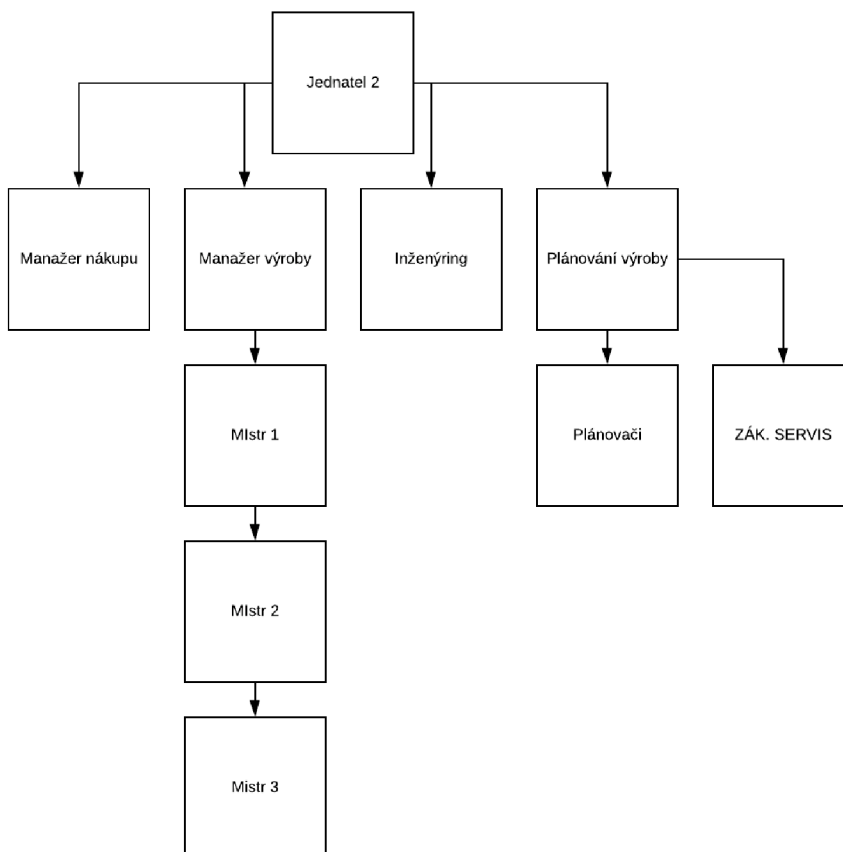 Jednatel 2
Manažer nákupu
Manažer výroby
Inženýring
Plánování výroby
MIstr 1
Plánovači
ZÁK. SERVIS
MIstr 2
Mistr 3